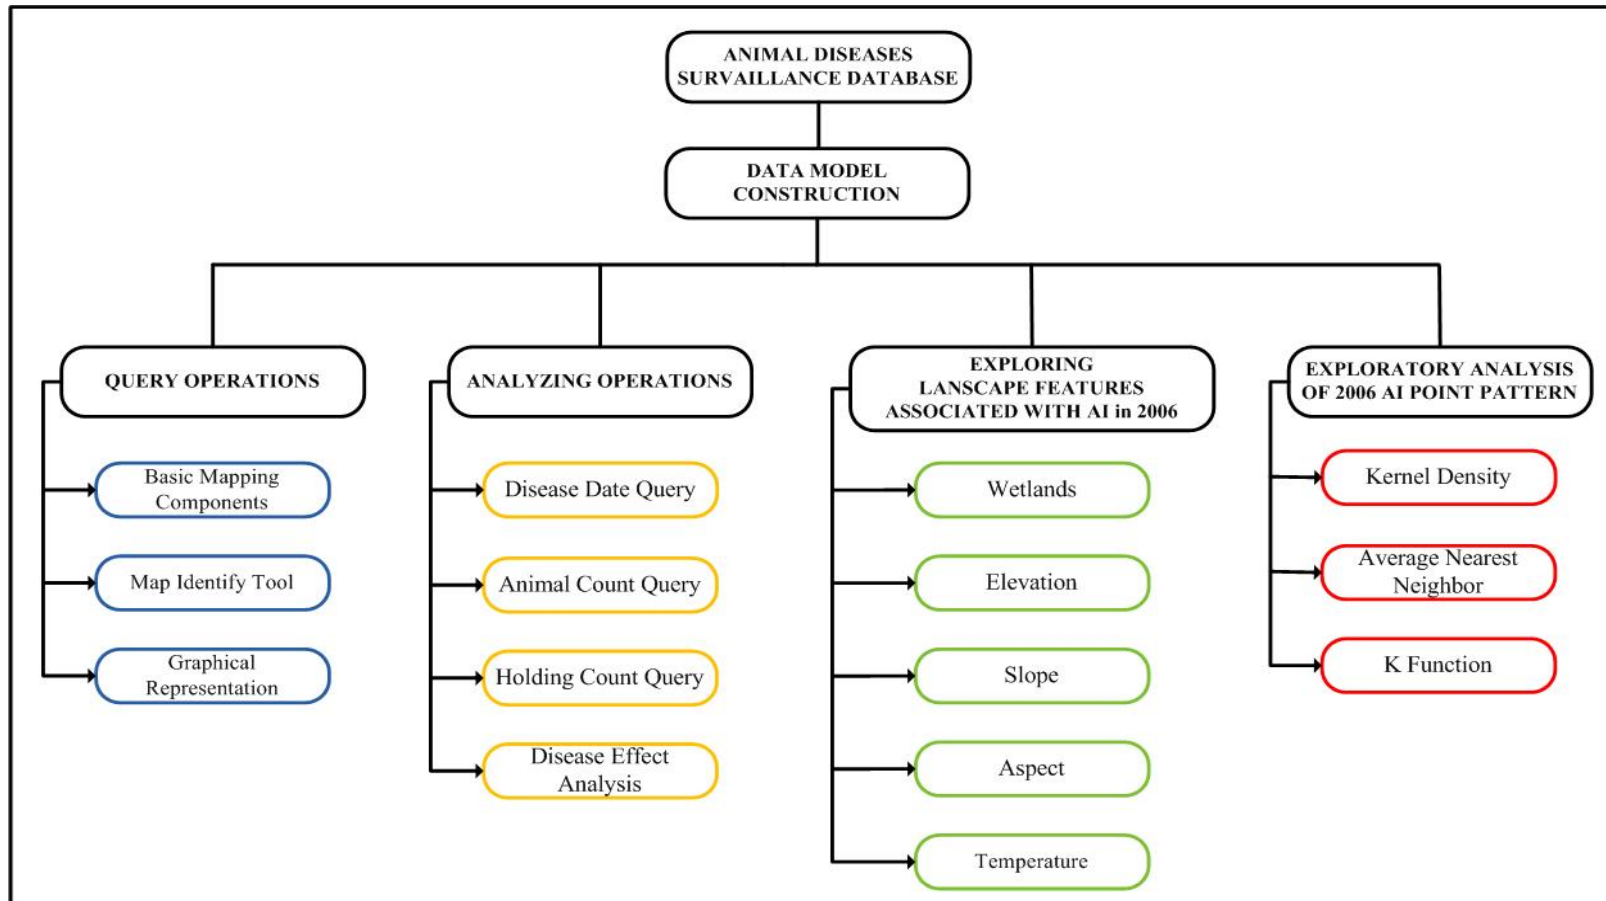 ANIMAL DISEASES
SURVAILLANCE DATABASE
DATA MODEL
CONSTRUCTION
QUERY OPERATIONS
Basic Mapping
Components
Map Identify Tool
Graphical
Representation
ANALYZING OPERATIONS
Disease Date Query
Animal Count Query
Holding Count Query
Disease Effect
Analysis
EXPLORING
LANSCAPE FEATURES
ASSOCIATED WITH AI in 2006
Wetlands
Elevation
Slope
Aspect
Temperature
EXPLORATORY ANALYSIS
OF 2006 AI POINT PATTERN
Kernel Density
Average Nearest
Neighbor
K Function